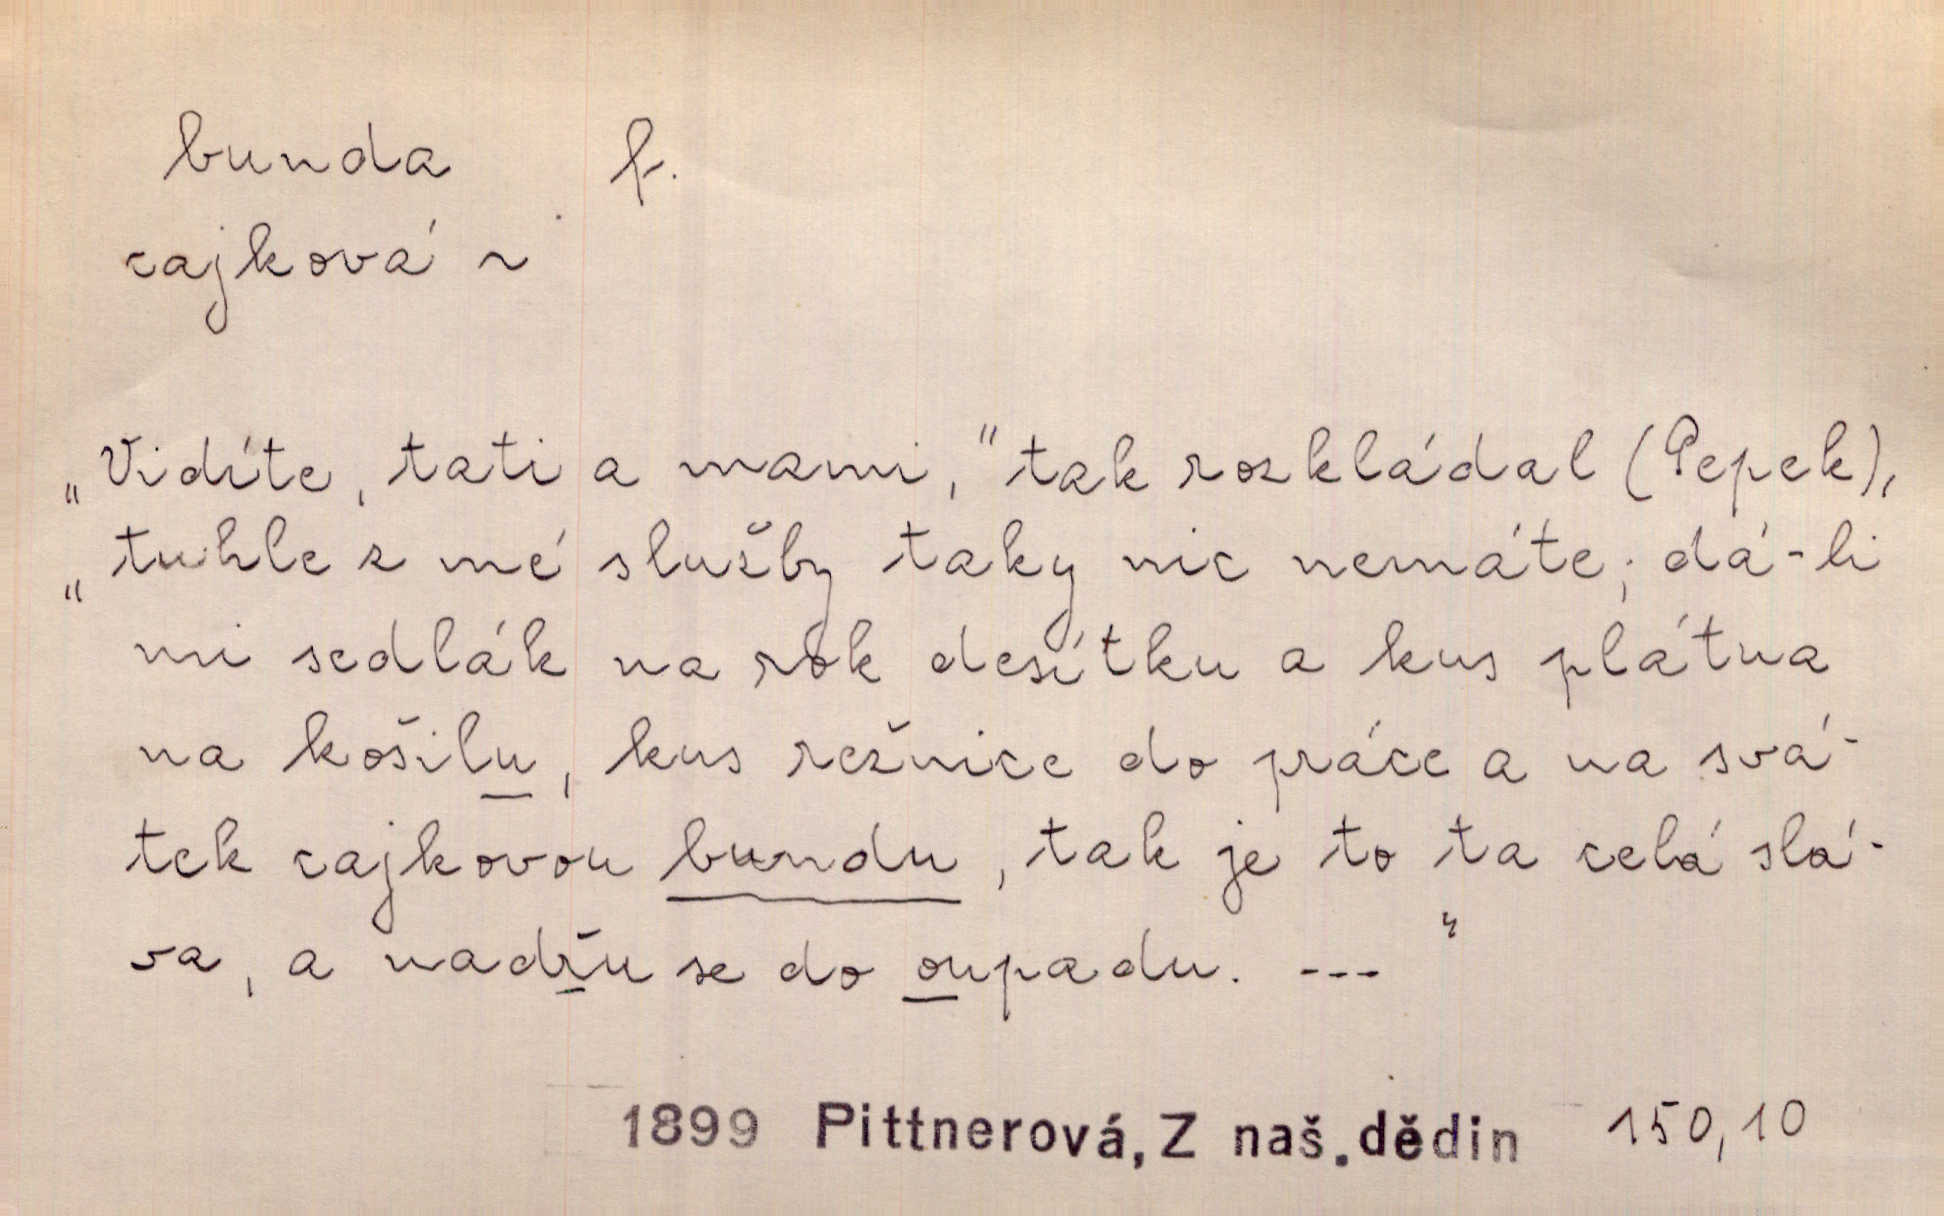 bunda f.
cajková ~
„Vidíte, tati a mami," tak rozkládal (Pepek),
„tuhle z mé služby taky nic nemáte; dá-li
mi sedlák na rok desítku a kus plátna
na košilu, kus režnice do práce a na svá-
tek cajkovou bundu, tak je to ta celá slá-
va, a nadřu se do oupadu. ---"
1899 Pittnerová, Z naš. dědin 150,10